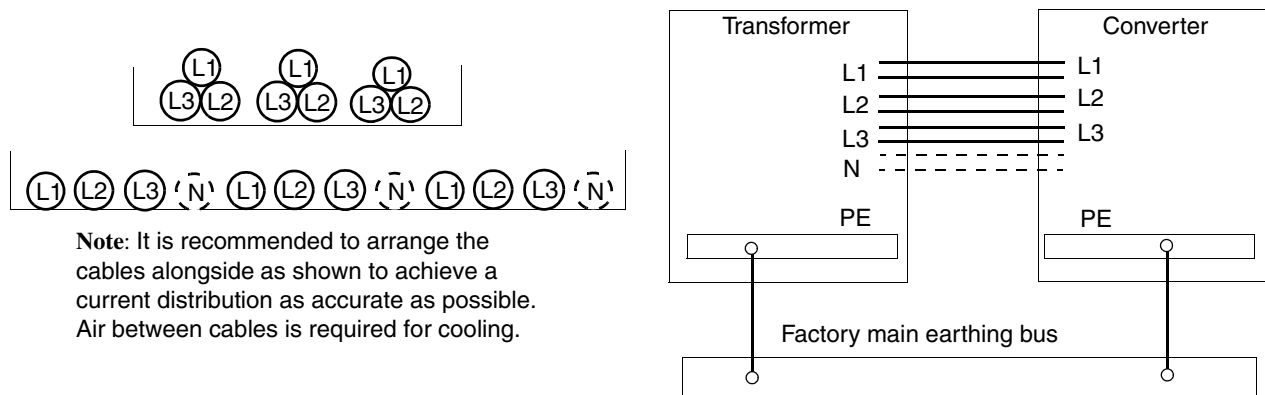 L1 L1 L1
L3 L2 L3 L2 L3 L2
L1 L2 L3 N L1 L2 L3 N L1 L2 L3 N
Note: It is recommended to arrange the
cables alongside as shown to achieve a
current distribution as accurate as possible.
Air between cables is required for cooling.
Transformer Converter
L1 L1
L2 L2
L3 L3
N
PE PE
Factory main earthing bus